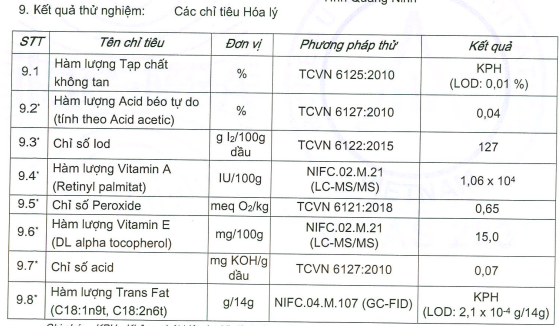 9. Kết quả thử nghiệm: Các chỉ tiêu Hóa lý
STT Tên chỉ tiêu Đơn vị Phương pháp thử Kết quả
9.1 Hàm lượng Tạp chất không tan % TCVN 6125:2010 KPH (LOD: 0,01 %)
9.2* Hàm lượng Acid béo tự do (tính theo Acid acetic) % TCVN 6127:2010 0,04
9.3* Chỉ số Iod g I₂/100g dầu TCVN 6122:2015 127
9.4* Hàm lượng Vitamin A (Retinyl palmitat) IU/100g NIFC.02.M.21 (LC-MS/MS) 1,06 x 10⁴
9.5* Chỉ số Peroxide meq O₂/kg TCVN 6121:2018 0,65
9.6* Hàm lượng Vitamin E (DL alpha tocopherol) mg/100g NIFC.02.M.21 (LC-MS/MS) 15,0
9.7* Chỉ số acid mg KOH/g dầu TCVN 6127:2010 0,07
9.8* Hàm lượng Trans Fat (C18:1n9t, C18:2n6t) g/14g NIFC.04.M.107 (GC-FID) KPH (LOD: 2,1 x 10⁻⁴ g/14g)